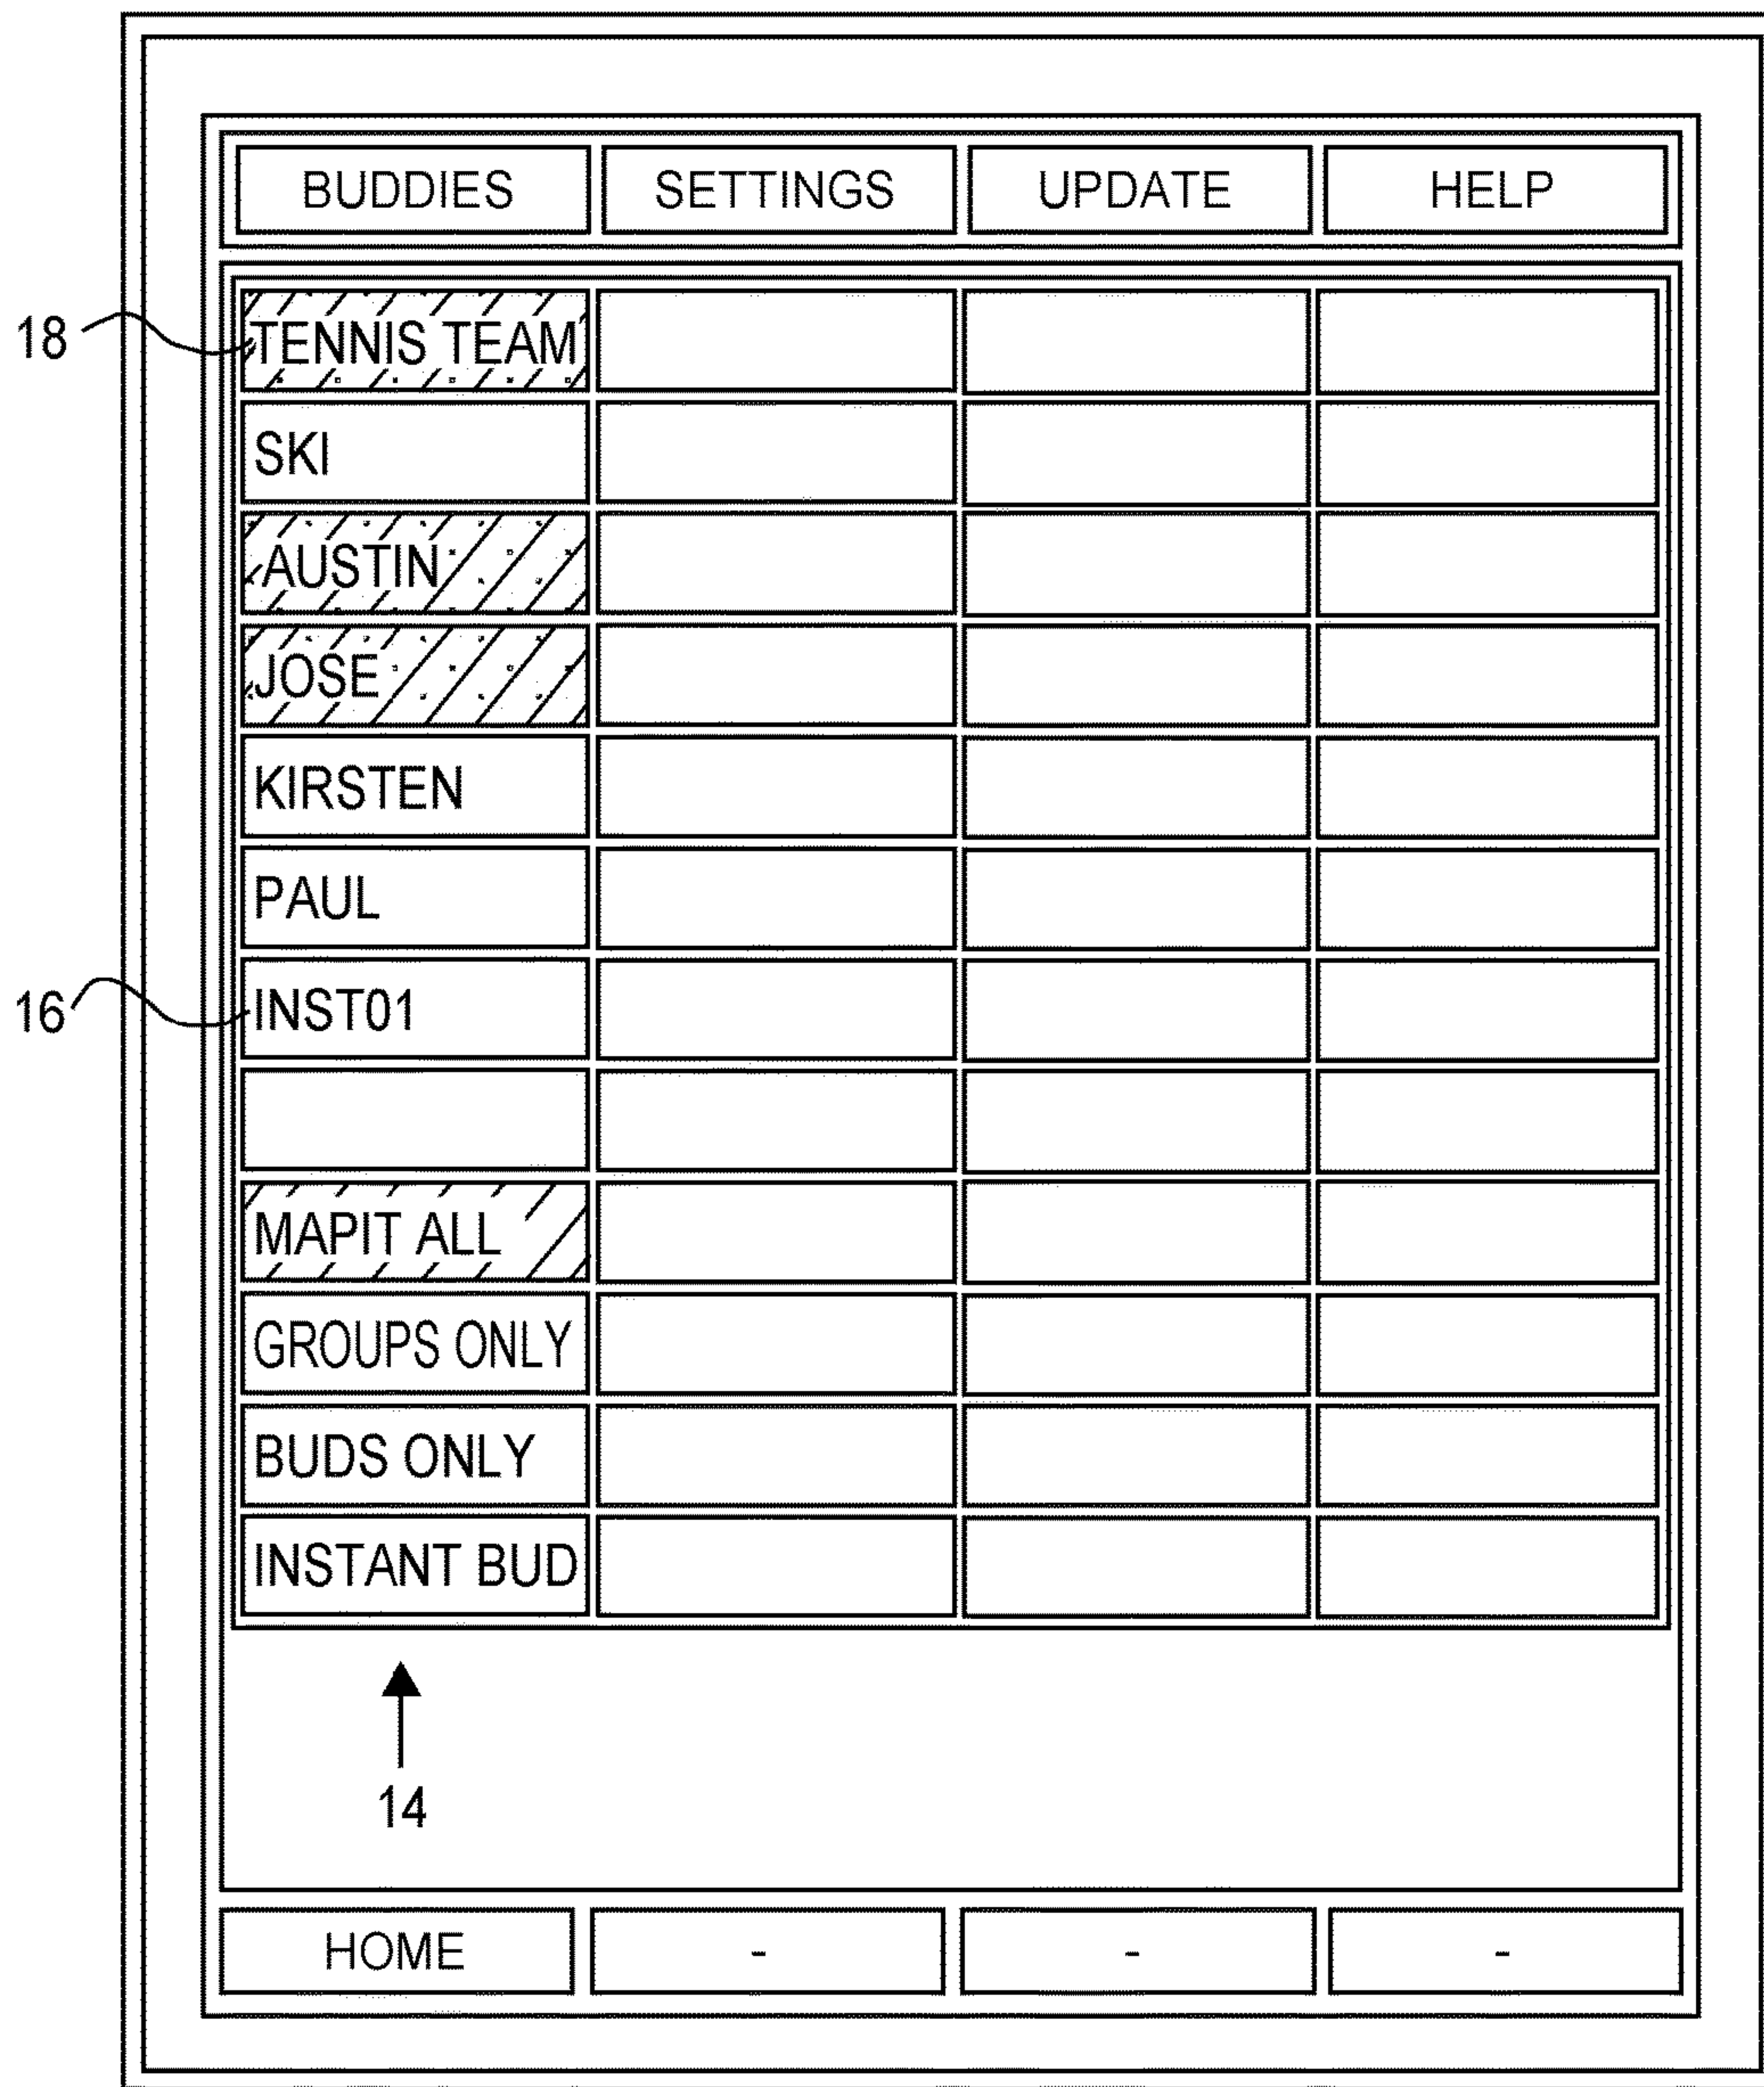 BUDDIES SETTINGS UPDATE HELP
18 TENNIS TEAM
SKI
AUSTIN
JOSE
KIRSTEN
PAUL
16 INST01
MAPIT ALL
GROUPS ONLY
BUDS ONLY
INSTANT BUD
14
HOME - - -